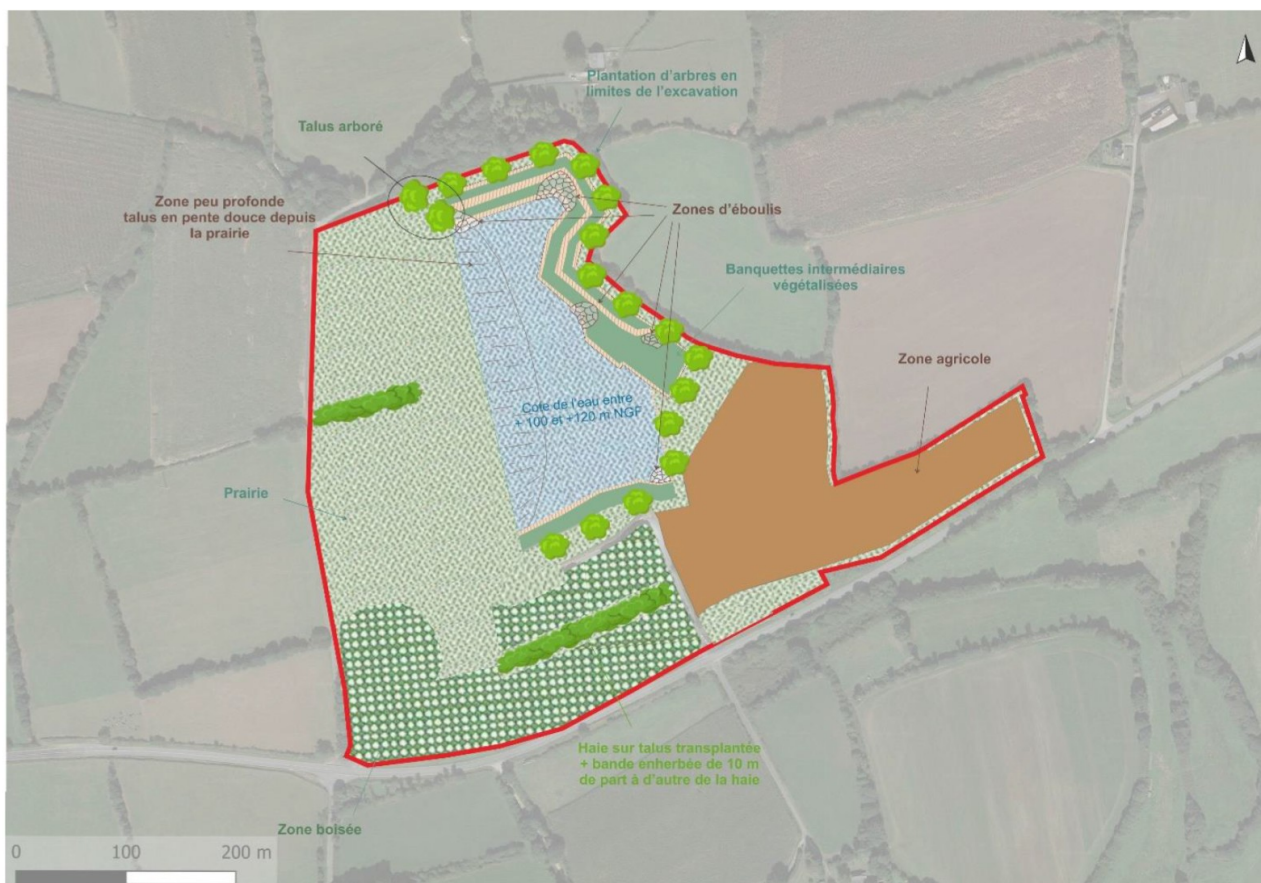 Plantation d'arbres en
limites de l'excavation
Talus arboré
Zone peu profonde
talus en pente douce depuis
la prairie
Zones d'éboulis
Banquettes intermédiaires
végétalisées
Zone agricole
Cote de l'eau entre
+ 100 et +120 m NGF
Prairie
Haie sur talus transplantée
+ bande enherbée de 10 m
de part à d'autre de la haie
Zone boisée
0 100 200 m